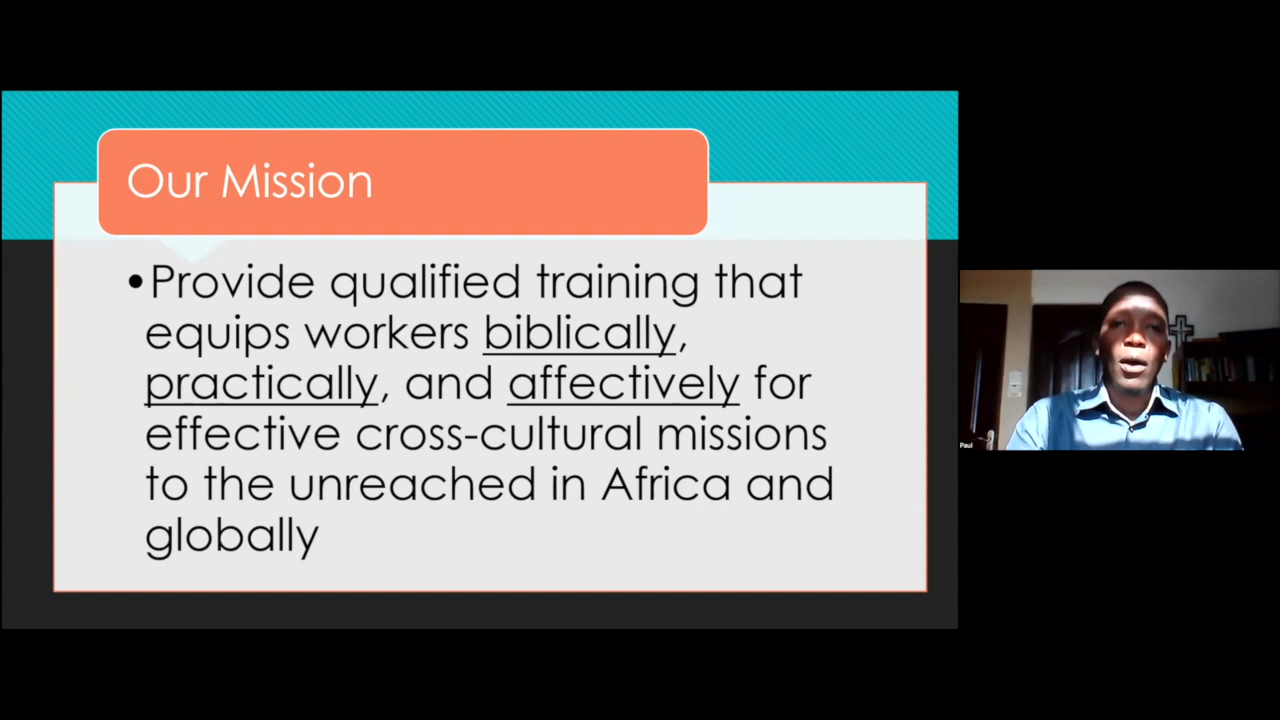 Our Mission
•Provide qualified training that
equips workers biblically,
practically, and affectively for
effective cross-cultural missions
to the unreached in Africa and
globally
Paul